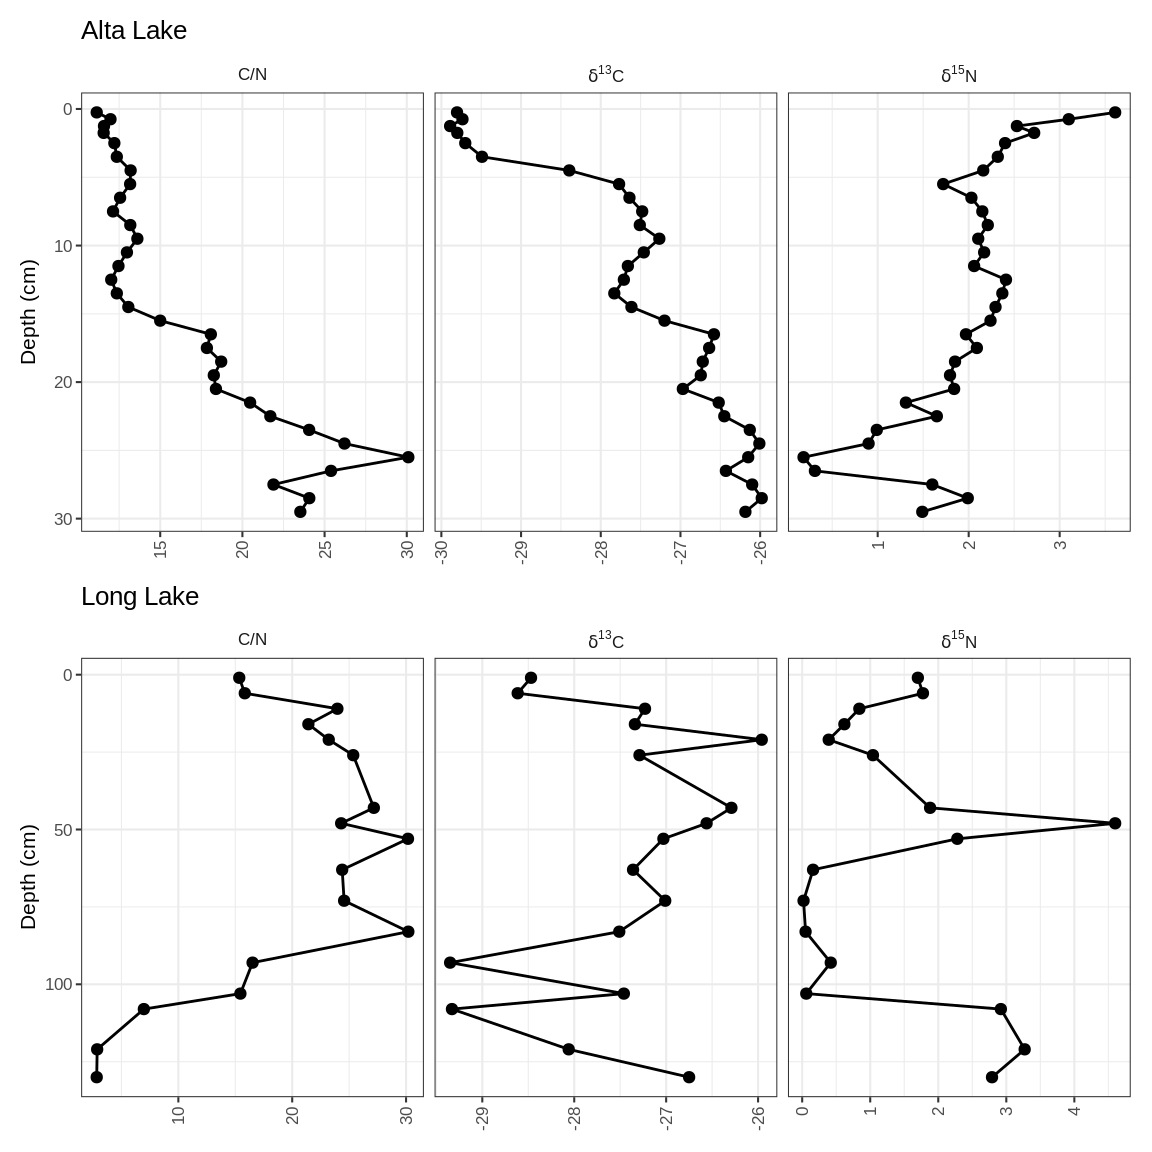 Alta Lake
C/N δ¹³C δ¹⁵N
0
10
20
30
Depth (cm)
15 20 25 30 -30 -29 -28 -27 -26 1 2 3
Long Lake
C/N δ¹³C δ¹⁵N
0
50
100
Depth (cm)
10 20 30 -29 -28 -27 -26 0 1 2 3 4